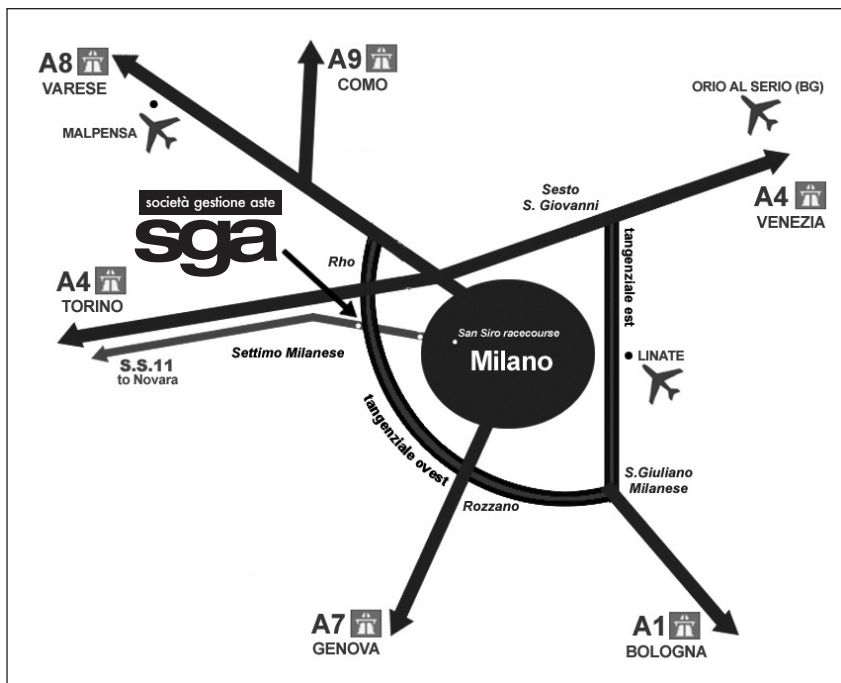 A8
VARESE
A9
COMO
MALPENSA
ORIO AL SERIO (BG)
Sesto
S. Giovanni
A4
VENEZIA
società gestione aste
sga
Rho
A4
TORINO
S.S.11
to Novara
Settimo Milanese
San Siro racecourse
Milano
tangenziale est
LINATE
tangenziale ovest
S.Giuliano
Milanese
Rozzano
A7
GENOVA
A1
BOLOGNA